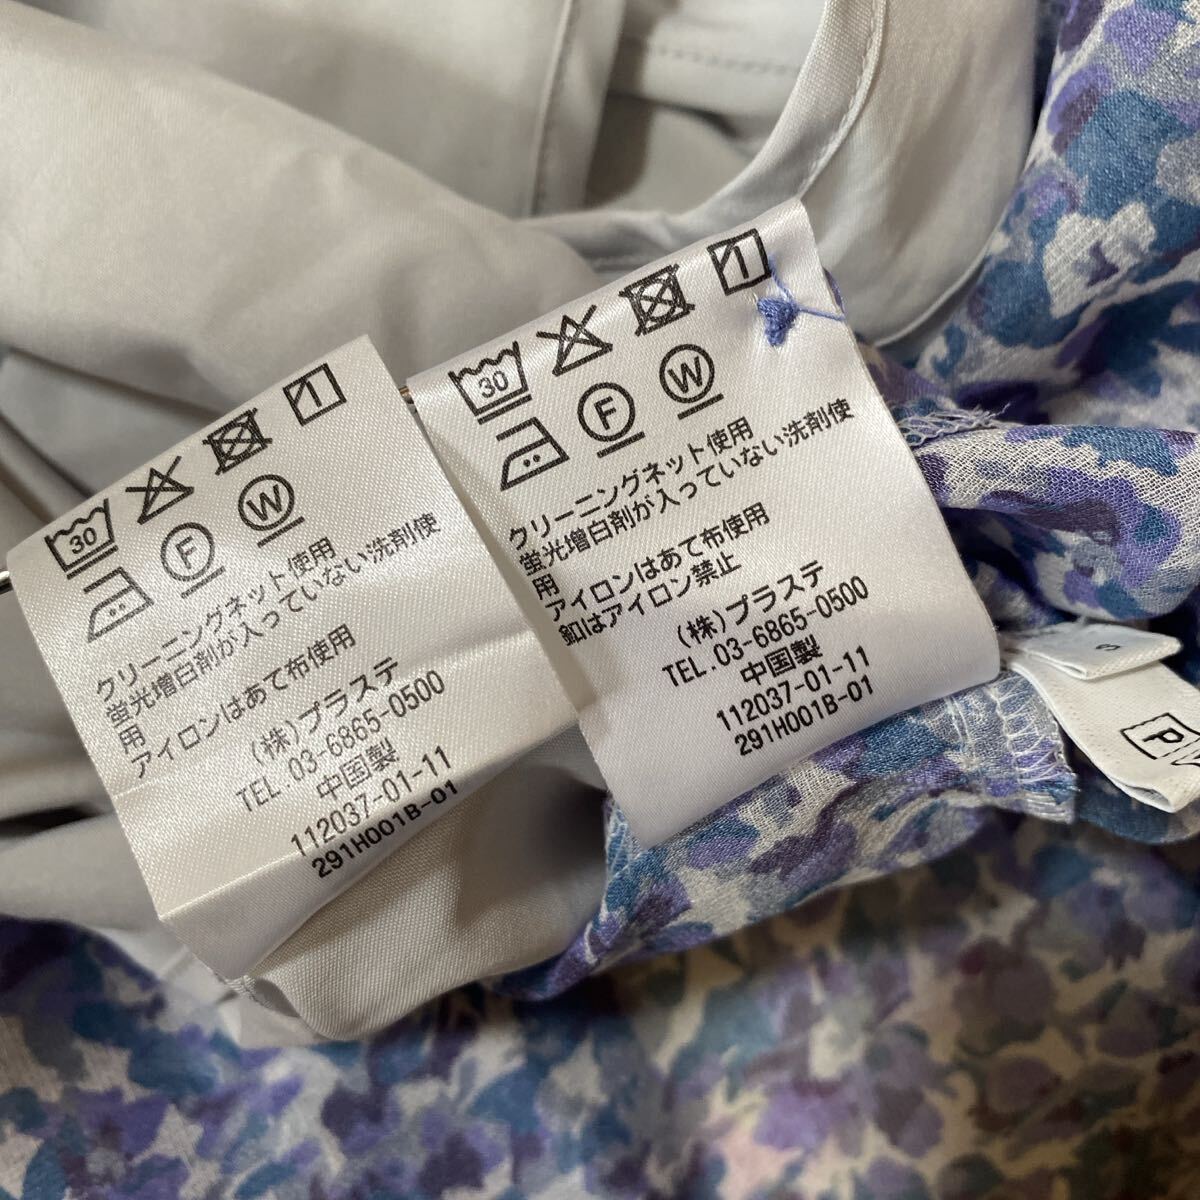 30
F
W
クリーニングネット使用
蛍光増白剤が入っていない洗剤使
用
アイロンはあて布使用
(株)プラステ
TEL.03-6865-0500
中国製
112037-01-11
291H001B-01
30
F
W
クリーニングネット使用
蛍光増白剤が入っていない洗剤使
用
アイロンはあて布使用
釦はアイロン禁止
(株)プラステ
TEL.03-6865-0500
中国製
112037-01-11
291H001B-01
3
P